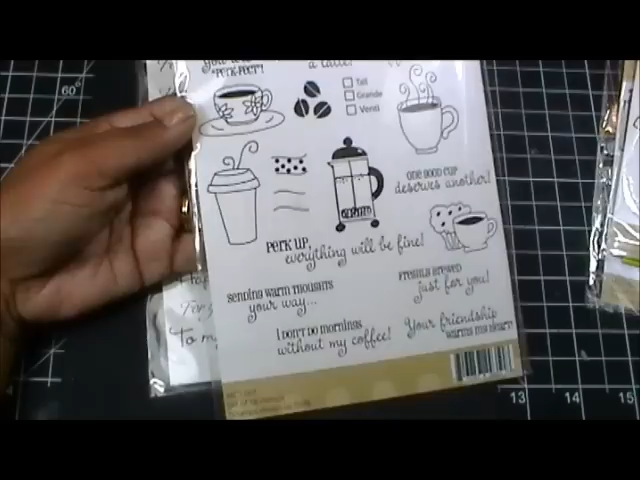 "PERK-FECT"!
a latte!
Tall
Grande
Venti
60°
one good cup
deserves another!
Perk up,
everything will be fine!
sending warm thoughts
your way...
Freshly brewed
just for you!
I don't do mornings
without my coffee!
Your friendship
warms my heart
To m
13
14
15